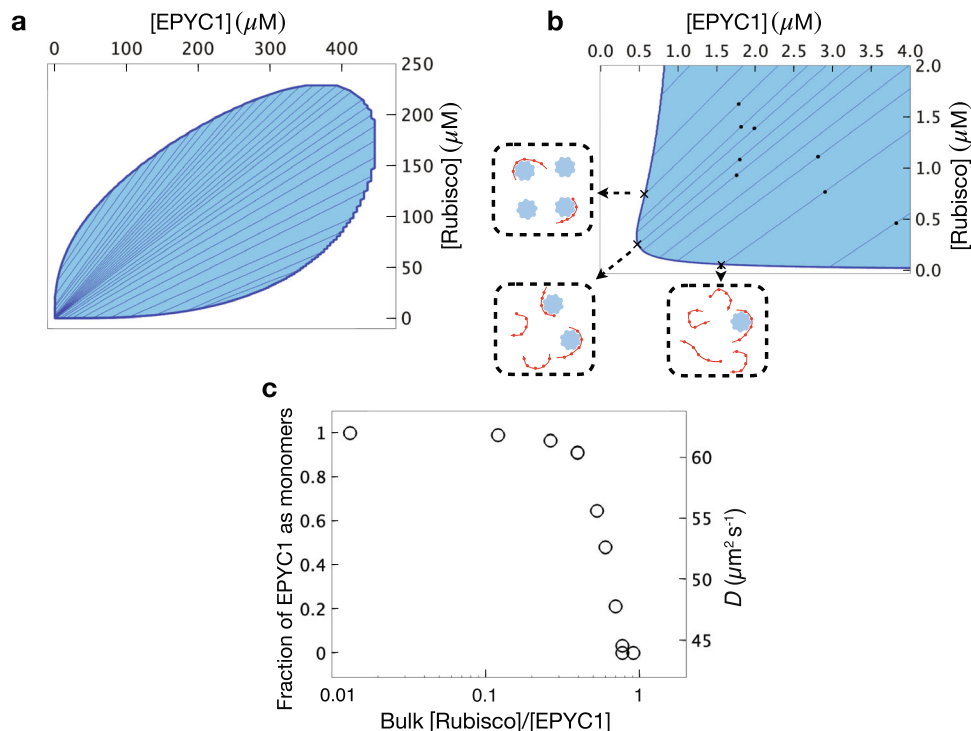 a
[EPYC1] (μM)
0 100 200 300 400
250
200
150
100
50
0
[Rubisco] (μM)
b
[EPYC1] (μM)
0.0 0.5 1.0 1.5 2.0 2.5 3.0 3.5 4.0
2.0
1.5
1.0
0.5
0.0
[Rubisco] (μM)
c
Fraction of EPYC1 as monomers
1
0.8
0.6
0.4
0.2
0
60
55
50
45
D (μm² s⁻¹)
0.01 0.1 1
Bulk [Rubisco]/[EPYC1]